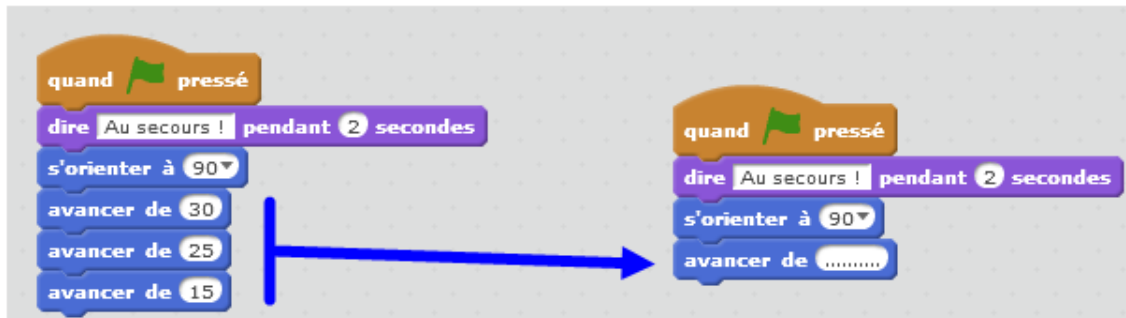 quand pressé
dire Au secours ! pendant 2 secondes
s'orienter à 90
avancer de 30
avancer de 25
avancer de 15
quand pressé
dire Au secours ! pendant 2 secondes
s'orienter à 90
avancer de ..........